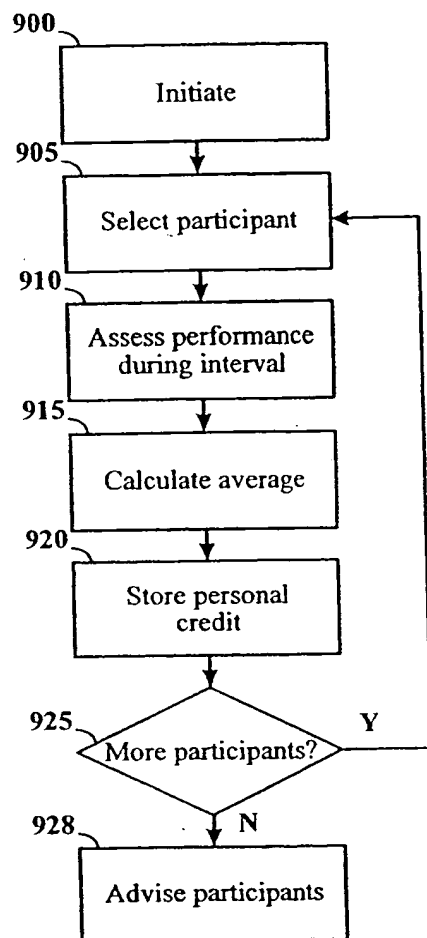 900
Initiate
905
Select participant
910
Assess performance
during interval
915
Calculate average
920
Store personal
credit
925
More participants?
Y
N
928
Advise participants